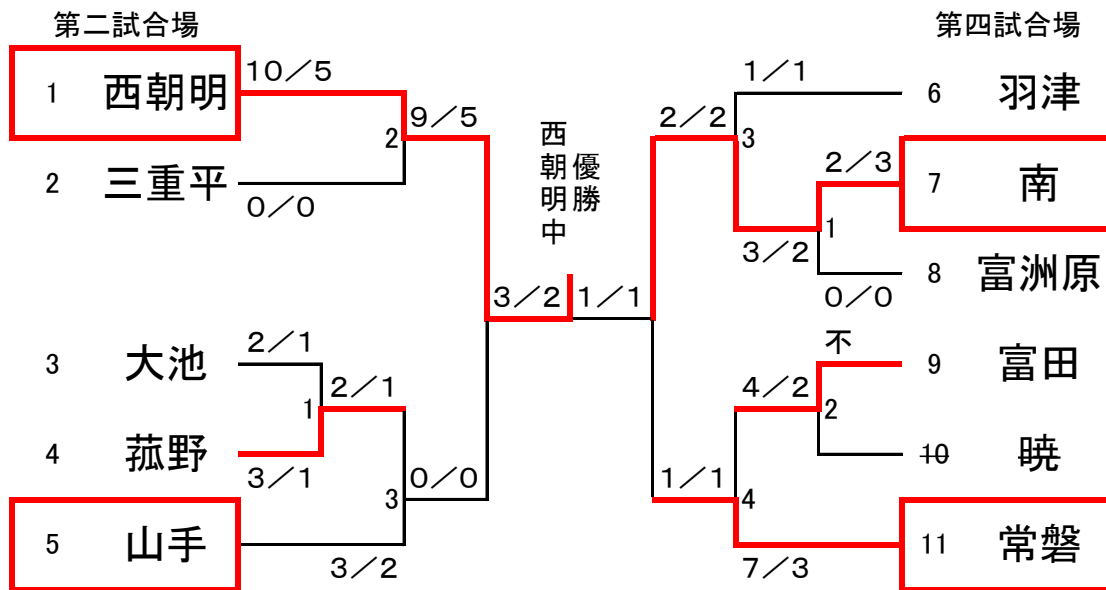 第二試合場
第四試合場
1 西朝明
10／5
9／5
2
2 三重平
0／0
3 大池
2／1
1
2／1
4 菰野
3／1
0／0
3
5 山手
3／2
3／2
優勝
西朝明中
1／1
1／1
6 羽津
2／2
3
2／3
7 南
3／2
1
8 富洲原
0／0
不
9 富田
4／2
2
10 暁
1／1
4
11 常磐
7／3